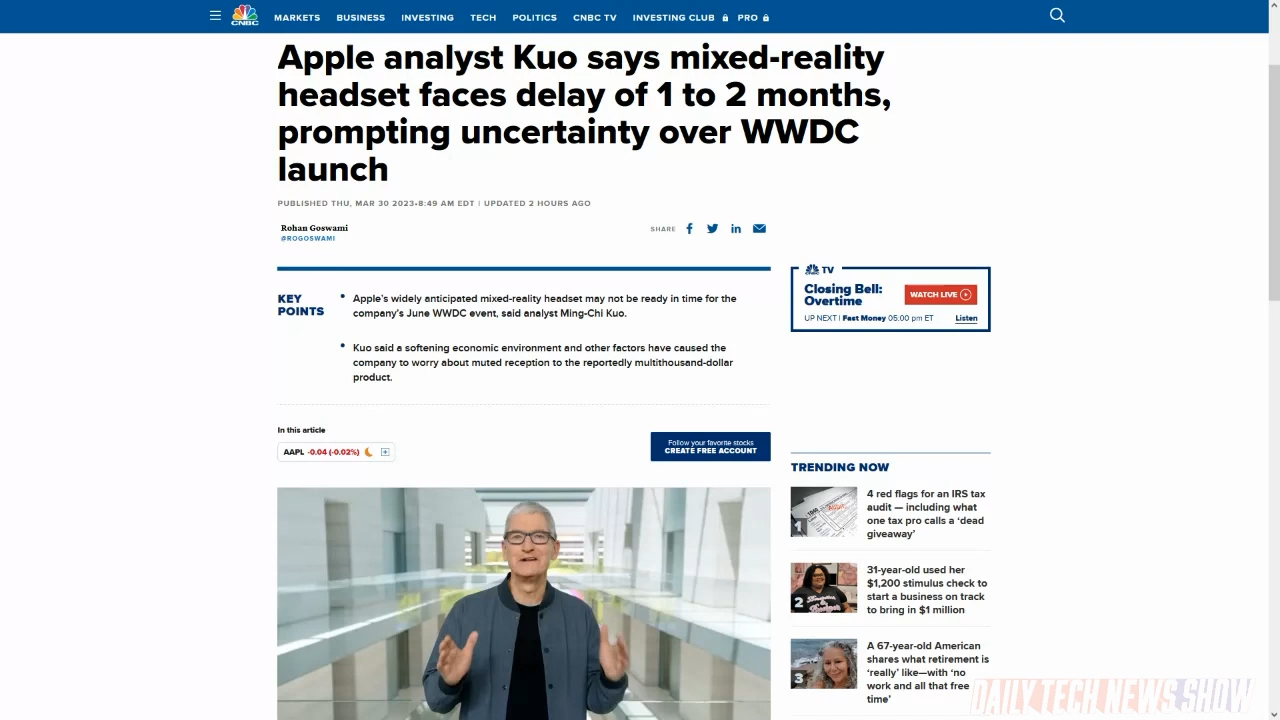 CNBC
MARKETS BUSINESS INVESTING TECH POLITICS CNBC TV INVESTING CLUB PRO
Apple analyst Kuo says mixed-reality
headset faces delay of 1 to 2 months,
prompting uncertainty over WWDC
launch
PUBLISHED THU, MAR 30 2023•8:49 AM EDT | UPDATED 2 HOURS AGO
Rohan Goswami
@ROGOSWAMI
SHARE
KEY
POINTS
• Apple's widely anticipated mixed-reality headset may not be ready in time for the
company's June WWDC event, said analyst Ming-Chi Kuo.
• Kuo said a softening economic environment and other factors have caused the
company to worry about muted reception to the reportedly multithousand-dollar
product.
In this article
AAPL -0.04 (-0.02%)
Follow your favorite stocks
CREATE FREE ACCOUNT
TV
Closing Bell:
Overtime
WATCH LIVE
UP NEXT | Fast Money 05:00 pm ET
Listen
TRENDING NOW
1
4 red flags for an IRS tax
audit — including what
one tax pro calls a ‘dead
giveaway’
2
31-year-old used her
$1,200 stimulus check to
start a business on track
to bring in $1 million
3
A 67-year-old American
shares what retirement is
‘really’ like—with ‘no
work and all that free
time’
DAILY TECH NEWS SHOW